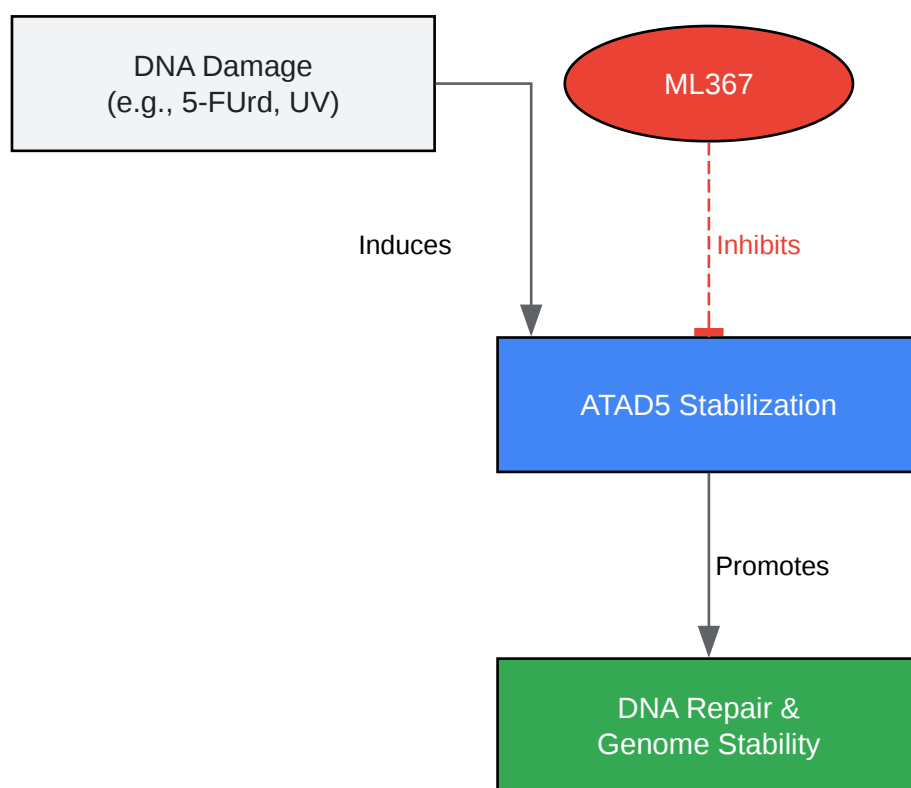 DNA Damage
(e.g., 5-FUrd, UV)
ML367
Induces
Inhibits
ATAD5 Stabilization
Promotes
DNA Repair &
Genome Stability